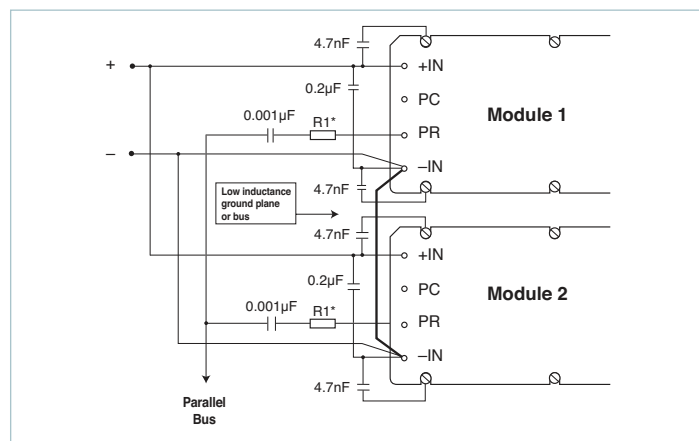 4.7nF
+
+IN
0.2µF
PC
Module 1
0.001µF
R1*
PR
–
–IN
4.7nF
Low inductance
ground plane
or bus
4.7nF
+IN
0.2µF
PC
Module 2
0.001µF
R1*
PR
–IN
4.7nF
Parallel
Bus